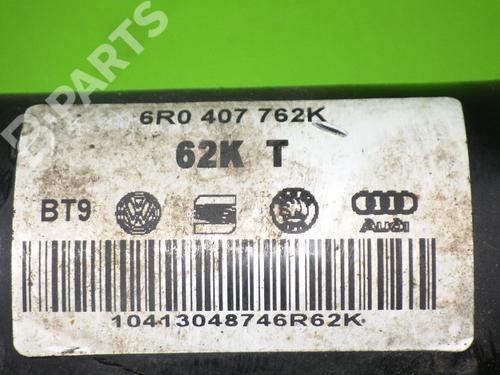 B-PARTS
6R0 407 762K
62K T
BT9
Audi
10413048746R62K